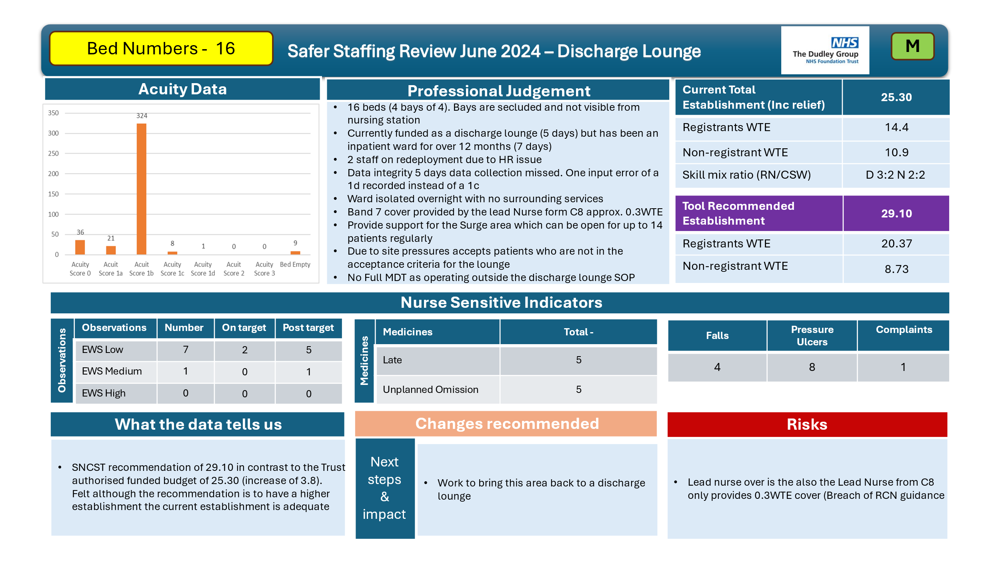 Bed Numbers - 16
Safer Staffing Review June 2024 – Discharge Lounge
NHS
The Dudley Group
NHS Foundation Trust
M
Acuity Data
350
300
250
200
150
100
50
0
36
21
324
8
1
0
0
9
Acuity Score 0
Acuit Score 1a
Acuit Score 1b
Acuity Score 1c
Acuity Score 1d
Acuit Score 2
Acuity Score 3
Bed Empty
Professional Judgement
• 16 beds (4 bays of 4). Bays are secluded and not visible from
nursing station
• Currently funded as a discharge lounge (5 days) but has been an
inpatient ward for over 12 months (7 days)
• 2 staff on redeployment due to HR issue
• Data integrity 5 days data collection missed. One input error of a
1d recorded instead of a 1c
• Ward isolated overnight with no surrounding services
• Band 7 cover provided by the lead Nurse form C8 approx. 0.3WTE
• Provide support for the Surge area which can be open for up to 14
patients regularly
• Due to site pressures accepts patients who are not in the
acceptance criteria for the lounge
• No Full MDT as operating outside the discharge lounge SOP
Current Total
Establishment (Inc relief)
25.30
Registrants WTE 14.4
Non-registrant WTE 10.9
Skill mix ratio (RN/CSW) D 3:2 N 2:2
Tool Recommended
Establishment
29.10
Registrants WTE 20.37
Non-registrant WTE 8.73
Nurse Sensitive Indicators
Observations
Observations Number On target Post target
EWS Low 7 2 5
EWS Medium 1 0 1
EWS High 0 0 0
Medicines
Medicines Total -
Late 5
Unplanned Omission 5
Falls
Pressure
Ulcers
Complaints
4 8 1
What the data tells us
• SNCST recommendation of 29.10 in contrast to the Trust
authorised funded budget of 25.30 (increase of 3.8).
Felt although the recommendation is to have a higher
establishment the current establishment is adequate
Changes recommended
Next
steps
&
impact
• Work to bring this area back to a discharge
lounge
Risks
• Lead nurse over is the also the Lead Nurse from C8
only provides 0.3WTE cover (Breach of RCN guidance